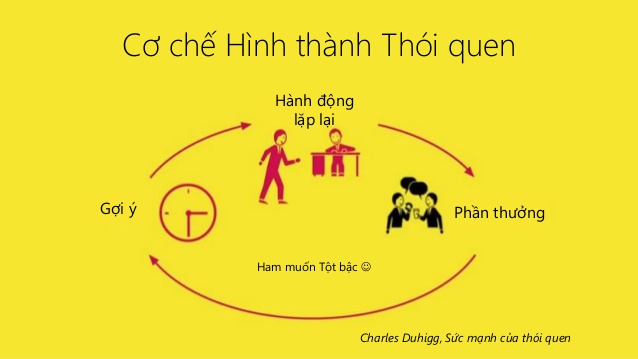 Cơ chế Hình thành Thói quen
Hành động
lặp lại
Gợi ý
Phần thưởng
Ham muốn Tột bậc ☺
Charles Duhigg, Sức mạnh của thói quen